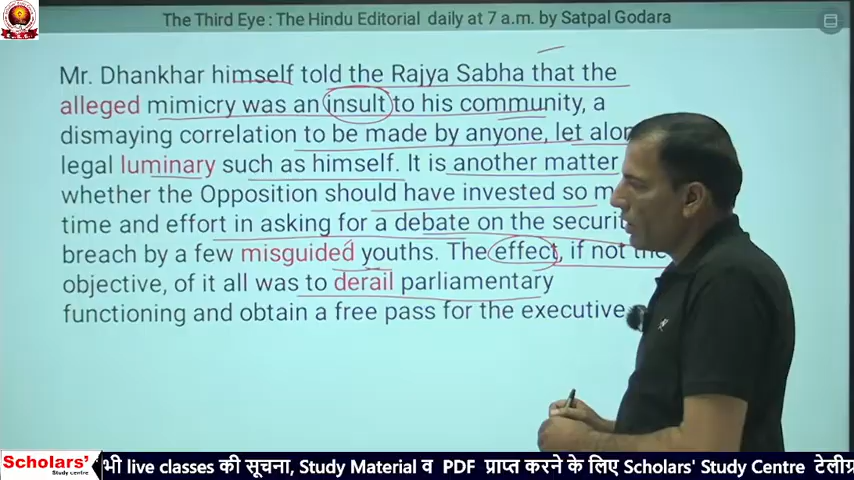 The Third Eye : The Hindu Editorial daily at 7 a.m. by Satpal Godara
Mr. Dhankhar himself told the Rajya Sabha that the
alleged mimicry was an insult to his community, a
dismaying correlation to be made by anyone, let
legal luminary such as himself. It is another matter
whether the Opposition should have invested so
time and effort in asking for a debate on the
breach by a few misguided youths. The effect, if not the
objective, of it all was to derail parliamentary
functioning and obtain a free pass for the executive
Scholars' Study centre
भी live classes की सूचना, Study Material व PDF प्राप्त करने के लिए Scholars' Study Centre